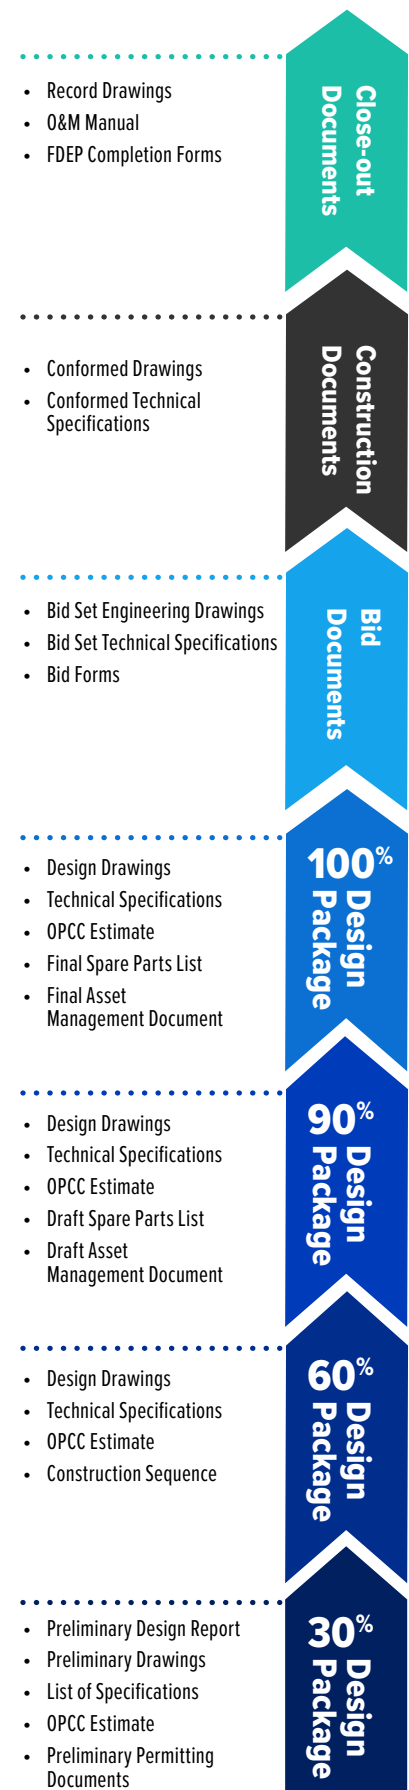 Close-out
Documents
• Record Drawings
• O&M Manual
• FDEP Completion Forms
Construction
Documents
• Conformed Drawings
• Conformed Technical
Specifications
Bid
Documents
• Bid Set Engineering Drawings
• Bid Set Technical Specifications
• Bid Forms
100%
Design
Package
• Design Drawings
• Technical Specifications
• OPCC Estimate
• Final Spare Parts List
• Final Asset
Management Document
90%
Design
Package
• Design Drawings
• Technical Specifications
• OPCC Estimate
• Draft Spare Parts List
• Draft Asset
Management Document
60%
Design
Package
• Design Drawings
• Technical Specifications
• OPCC Estimate
• Construction Sequence
30%
Design
Package
• Preliminary Design Report
• Preliminary Drawings
• List of Specifications
• OPCC Estimate
• Preliminary Permitting
Documents